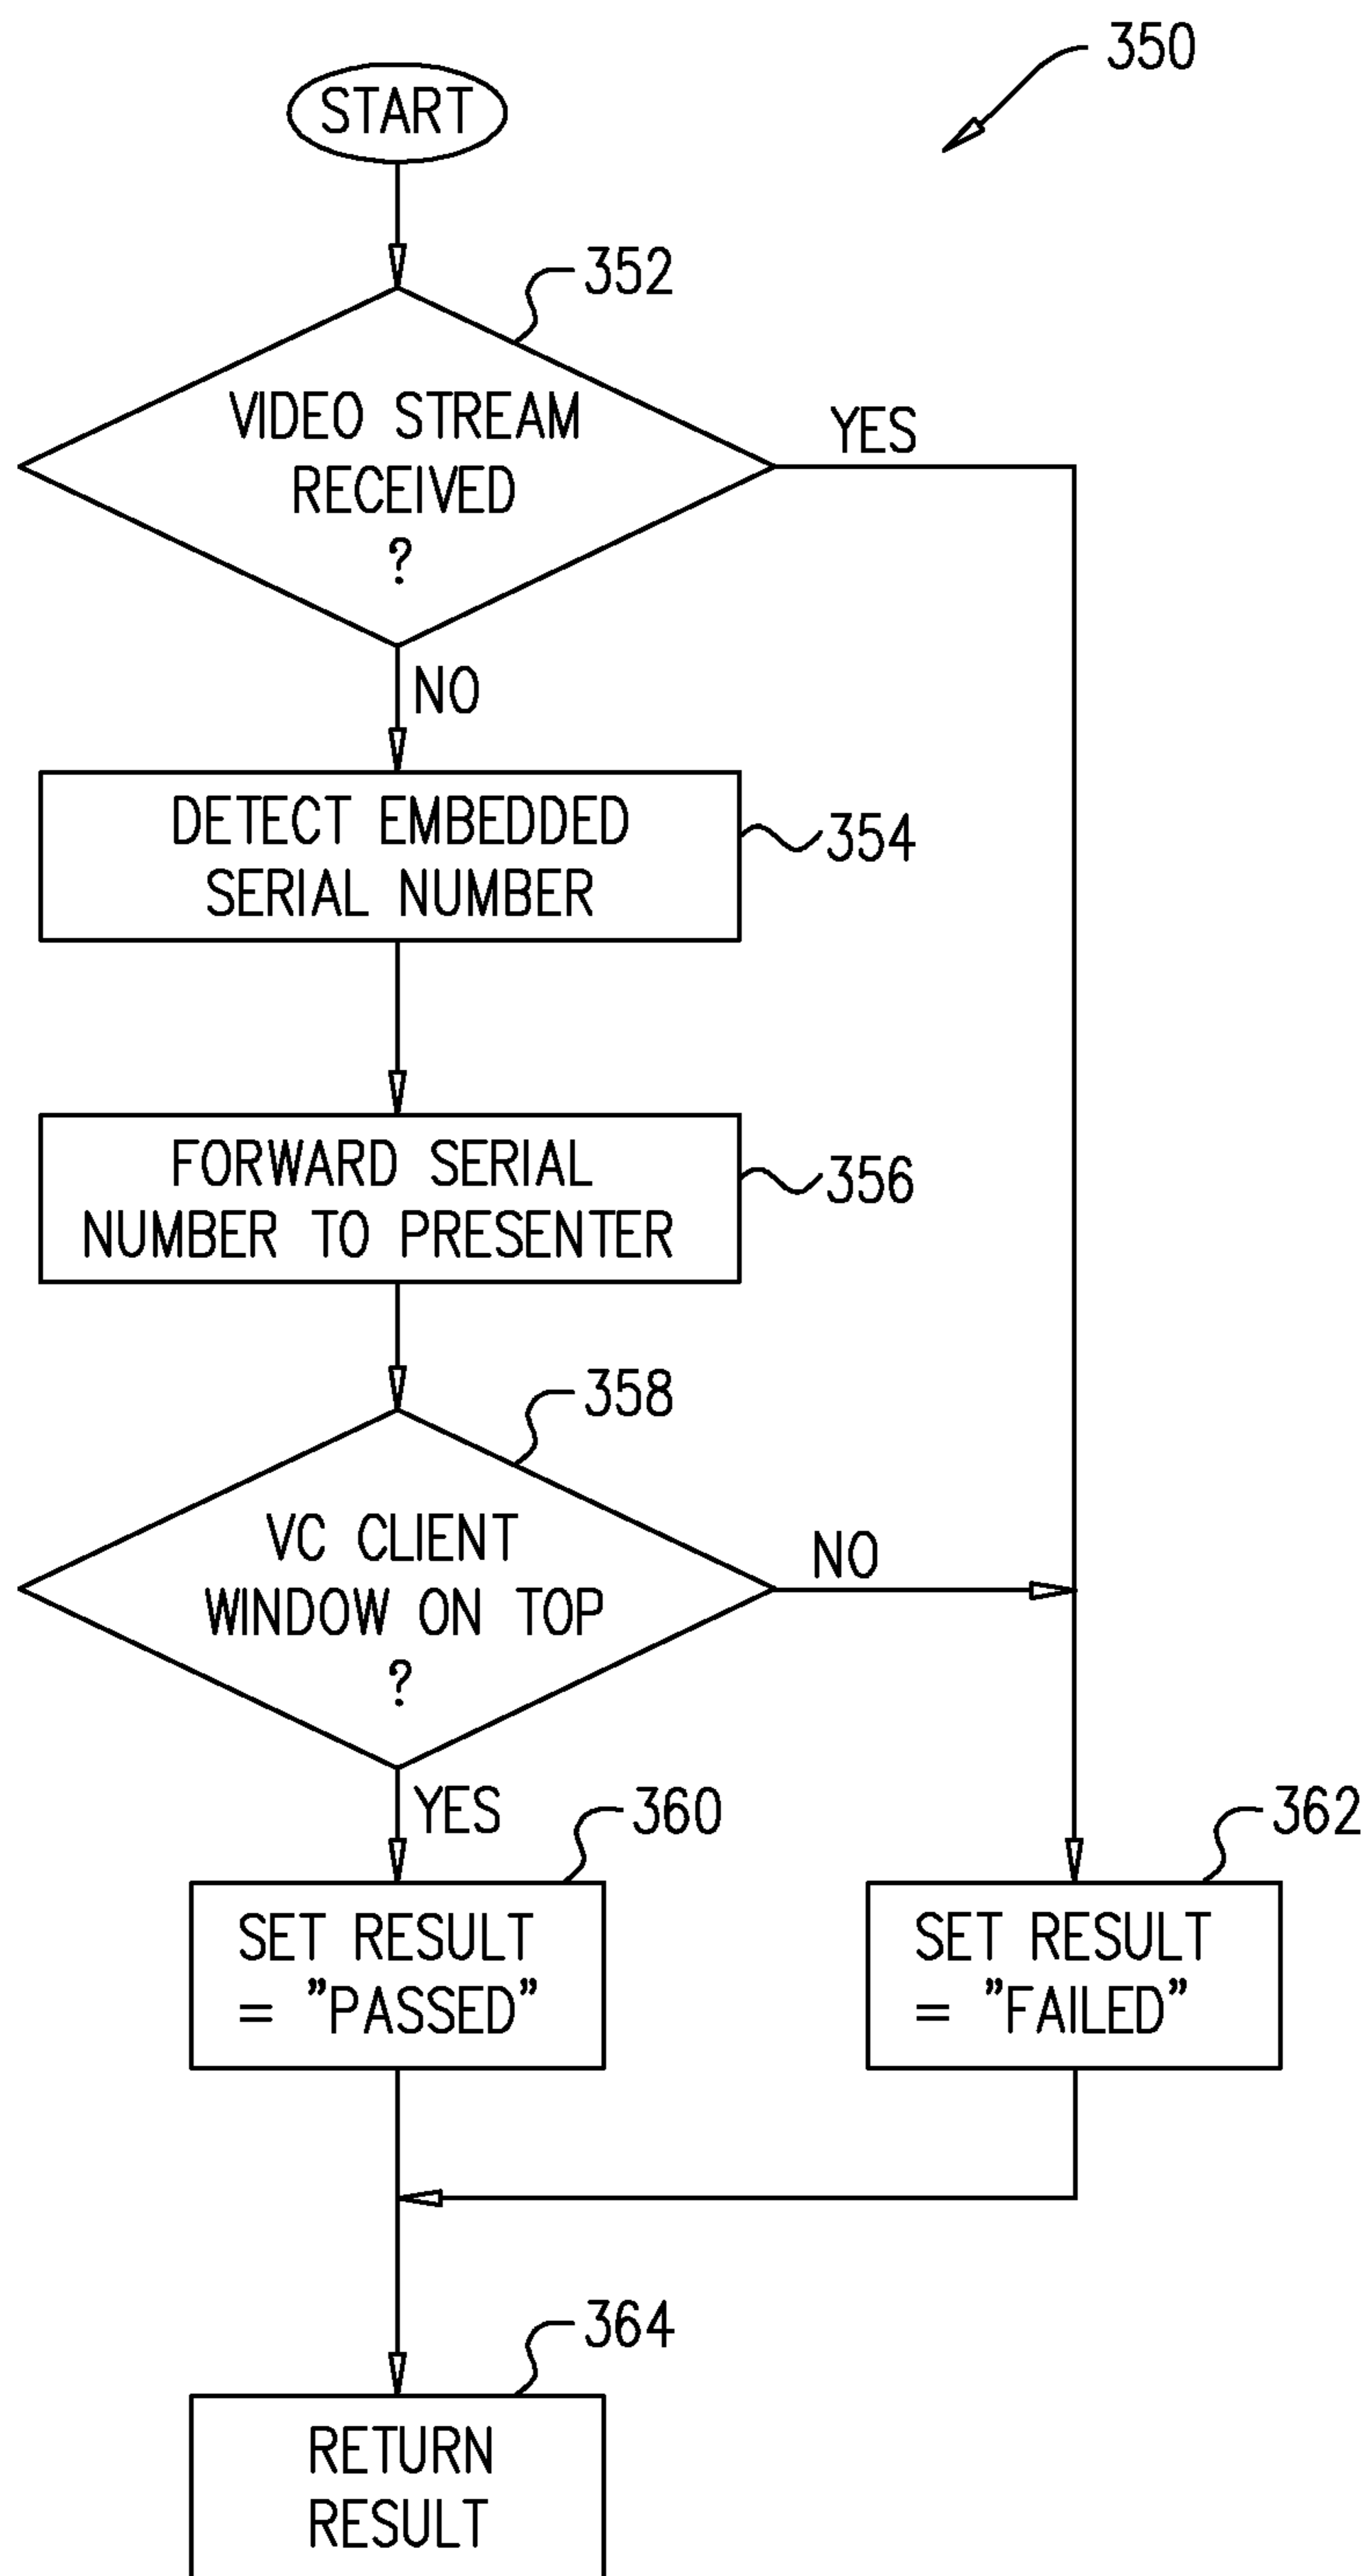 350
START
352
VIDEO STREAM
RECEIVED
?
YES
NO
DETECT EMBEDDED
SERIAL NUMBER
354
FORWARD SERIAL
NUMBER TO PRESENTER
356
358
VC CLIENT
WINDOW ON TOP
?
NO
YES
360
362
SET RESULT
= "PASSED"
SET RESULT
= "FAILED"
364
RETURN
RESULT